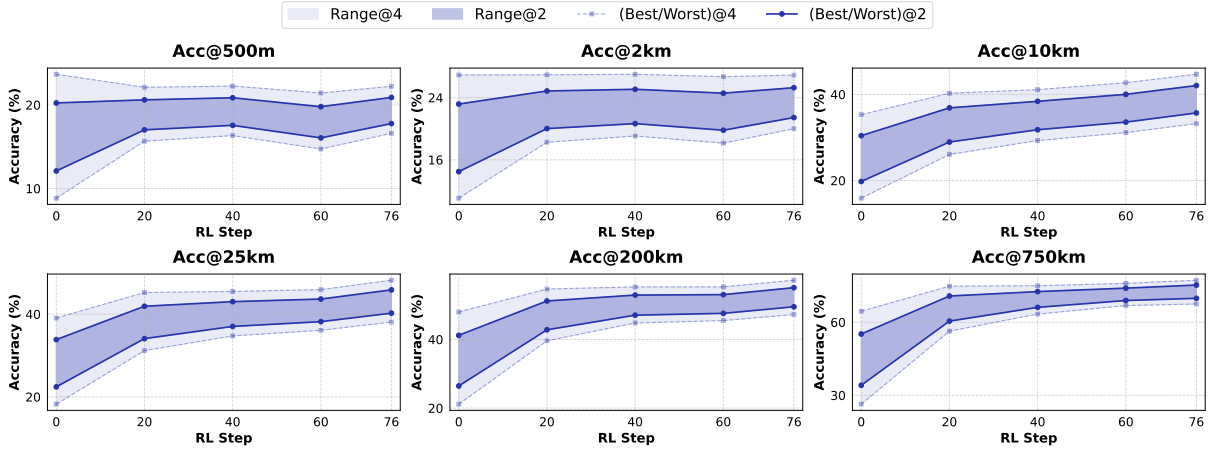 Range@4 Range@2 (Best/Worst)@4 (Best/Worst)@2
Acc@500m Acc@2km Acc@10km
Accuracy (%) 20 10 Accuracy (%) 24 16 Accuracy (%) 40 20
0 20 40 60 76 0 20 40 60 76 0 20 40 60 76
RL Step RL Step RL Step
Acc@25km Acc@200km Acc@750km
Accuracy (%) 40 20 Accuracy (%) 40 20 Accuracy (%) 60 30
0 20 40 60 76 0 20 40 60 76 0 20 40 60 76
RL Step RL Step RL Step